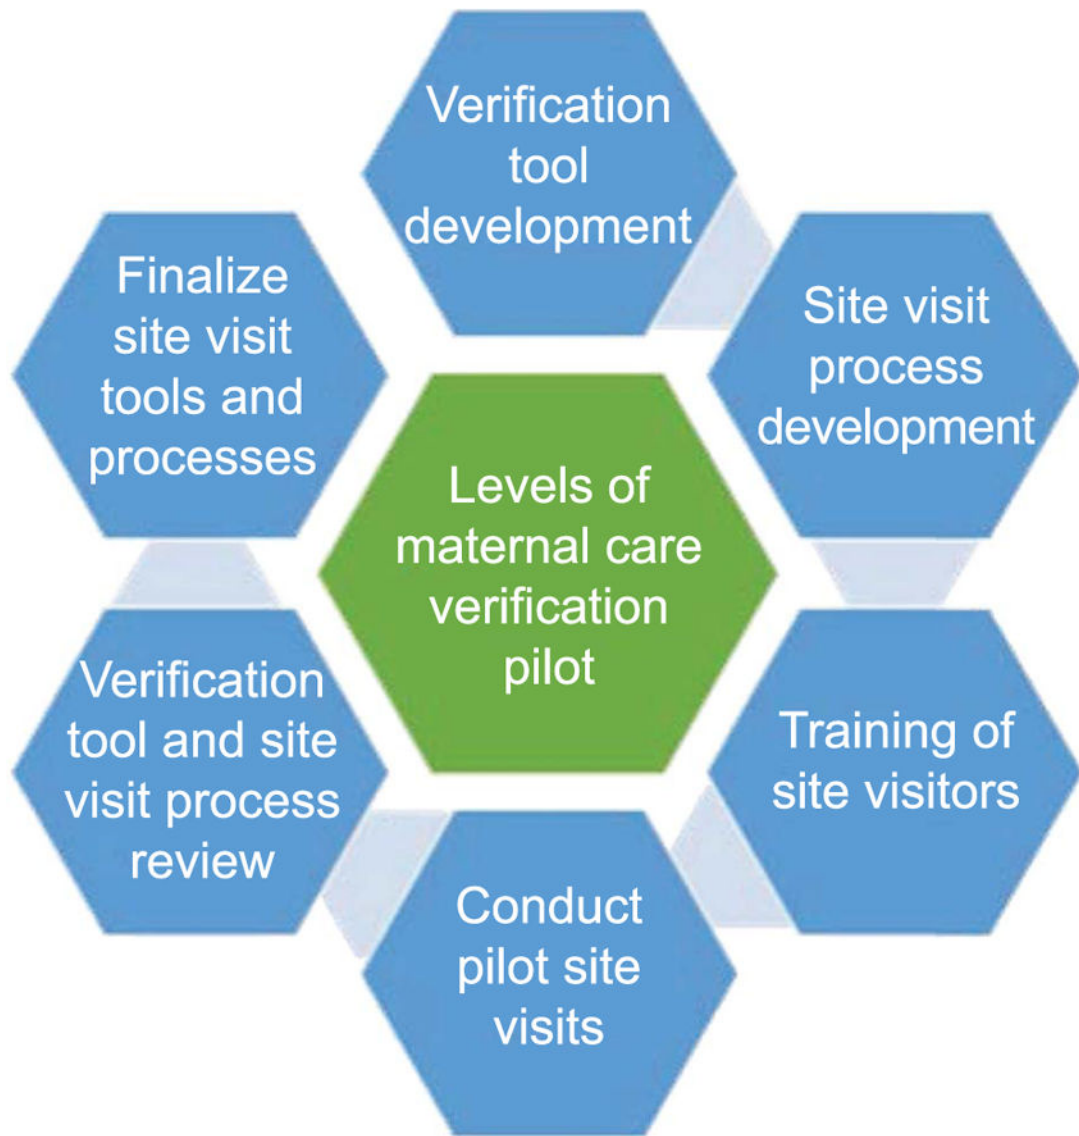 Verification
tool
development
Site visit
process
development
Training of
site visitors
Conduct
pilot site
visits
Verification
tool and site
visit process
review
Finalize
site visit
tools and
processes
Levels of
maternal care
verification
pilot